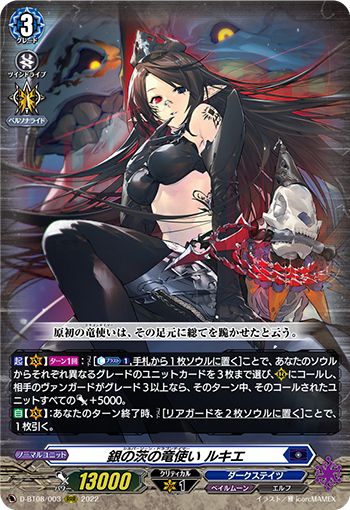 3
グレード
ツインドライブ
ペルソナライド
原初の竜使いは、その足元に総てを跪かせたと云う。
起【V】ターン1回:[CB1,手札から1枚ソウルに置く]ことで、あなたのソウル
からそれぞれ異なるグレードのユニットカードを3枚まで選び、Rにコールし、
相手のヴァンガードがグレード3以上なら、そのターン中、そのコールされたユ
ニットすべての+5000。
自【V】:あなたのターン終了時、[リアガードを2枚ソウルに置く]ことで、
1枚引く。
ノーマルユニット
銀の茨の竜使い ルキエ
パワー 13000 クリティカル 1
ダークステイツ
ペイルムーン エルフ
D-BT08/003 RRR 2022
イラスト/獏 icori:MAMEX